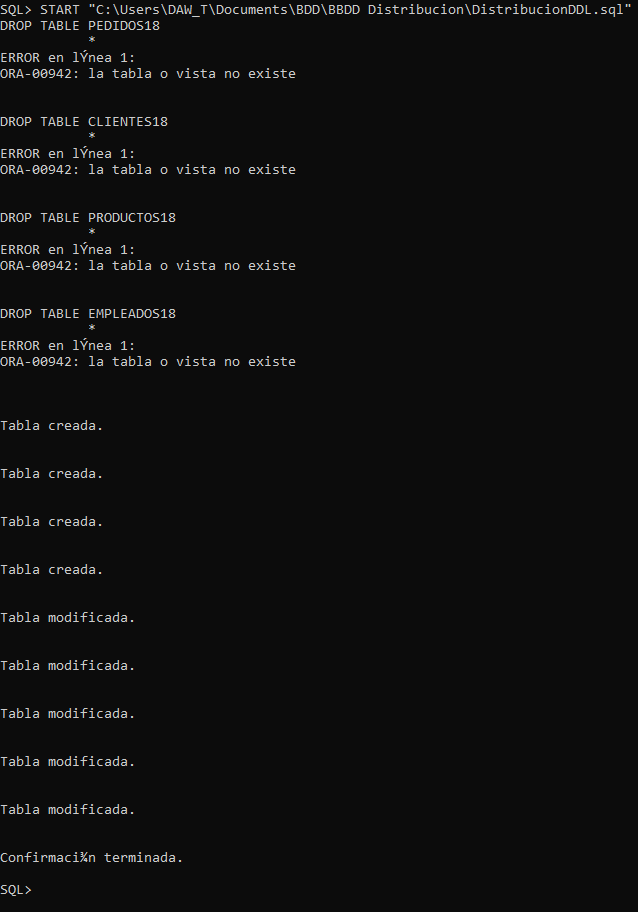 SQL> START "C:\Users\DAW_T\Documents\BDD\BBDD Distribucion\DistribucionDDL.sql"
DROP TABLE PEDIDOS18
*
ERROR en lÝnea 1:
ORA-00942: la tabla o vista no existe
DROP TABLE CLIENTES18
*
ERROR en lÝnea 1:
ORA-00942: la tabla o vista no existe
DROP TABLE PRODUCTOS18
*
ERROR en lÝnea 1:
ORA-00942: la tabla o vista no existe
DROP TABLE EMPLEADOS18
*
ERROR en lÝnea 1:
ORA-00942: la tabla o vista no existe
Tabla creada.
Tabla creada.
Tabla creada.
Tabla creada.
Tabla modificada.
Tabla modificada.
Tabla modificada.
Tabla modificada.
Tabla modificada.
Confirmaci¾n terminada.
SQL>